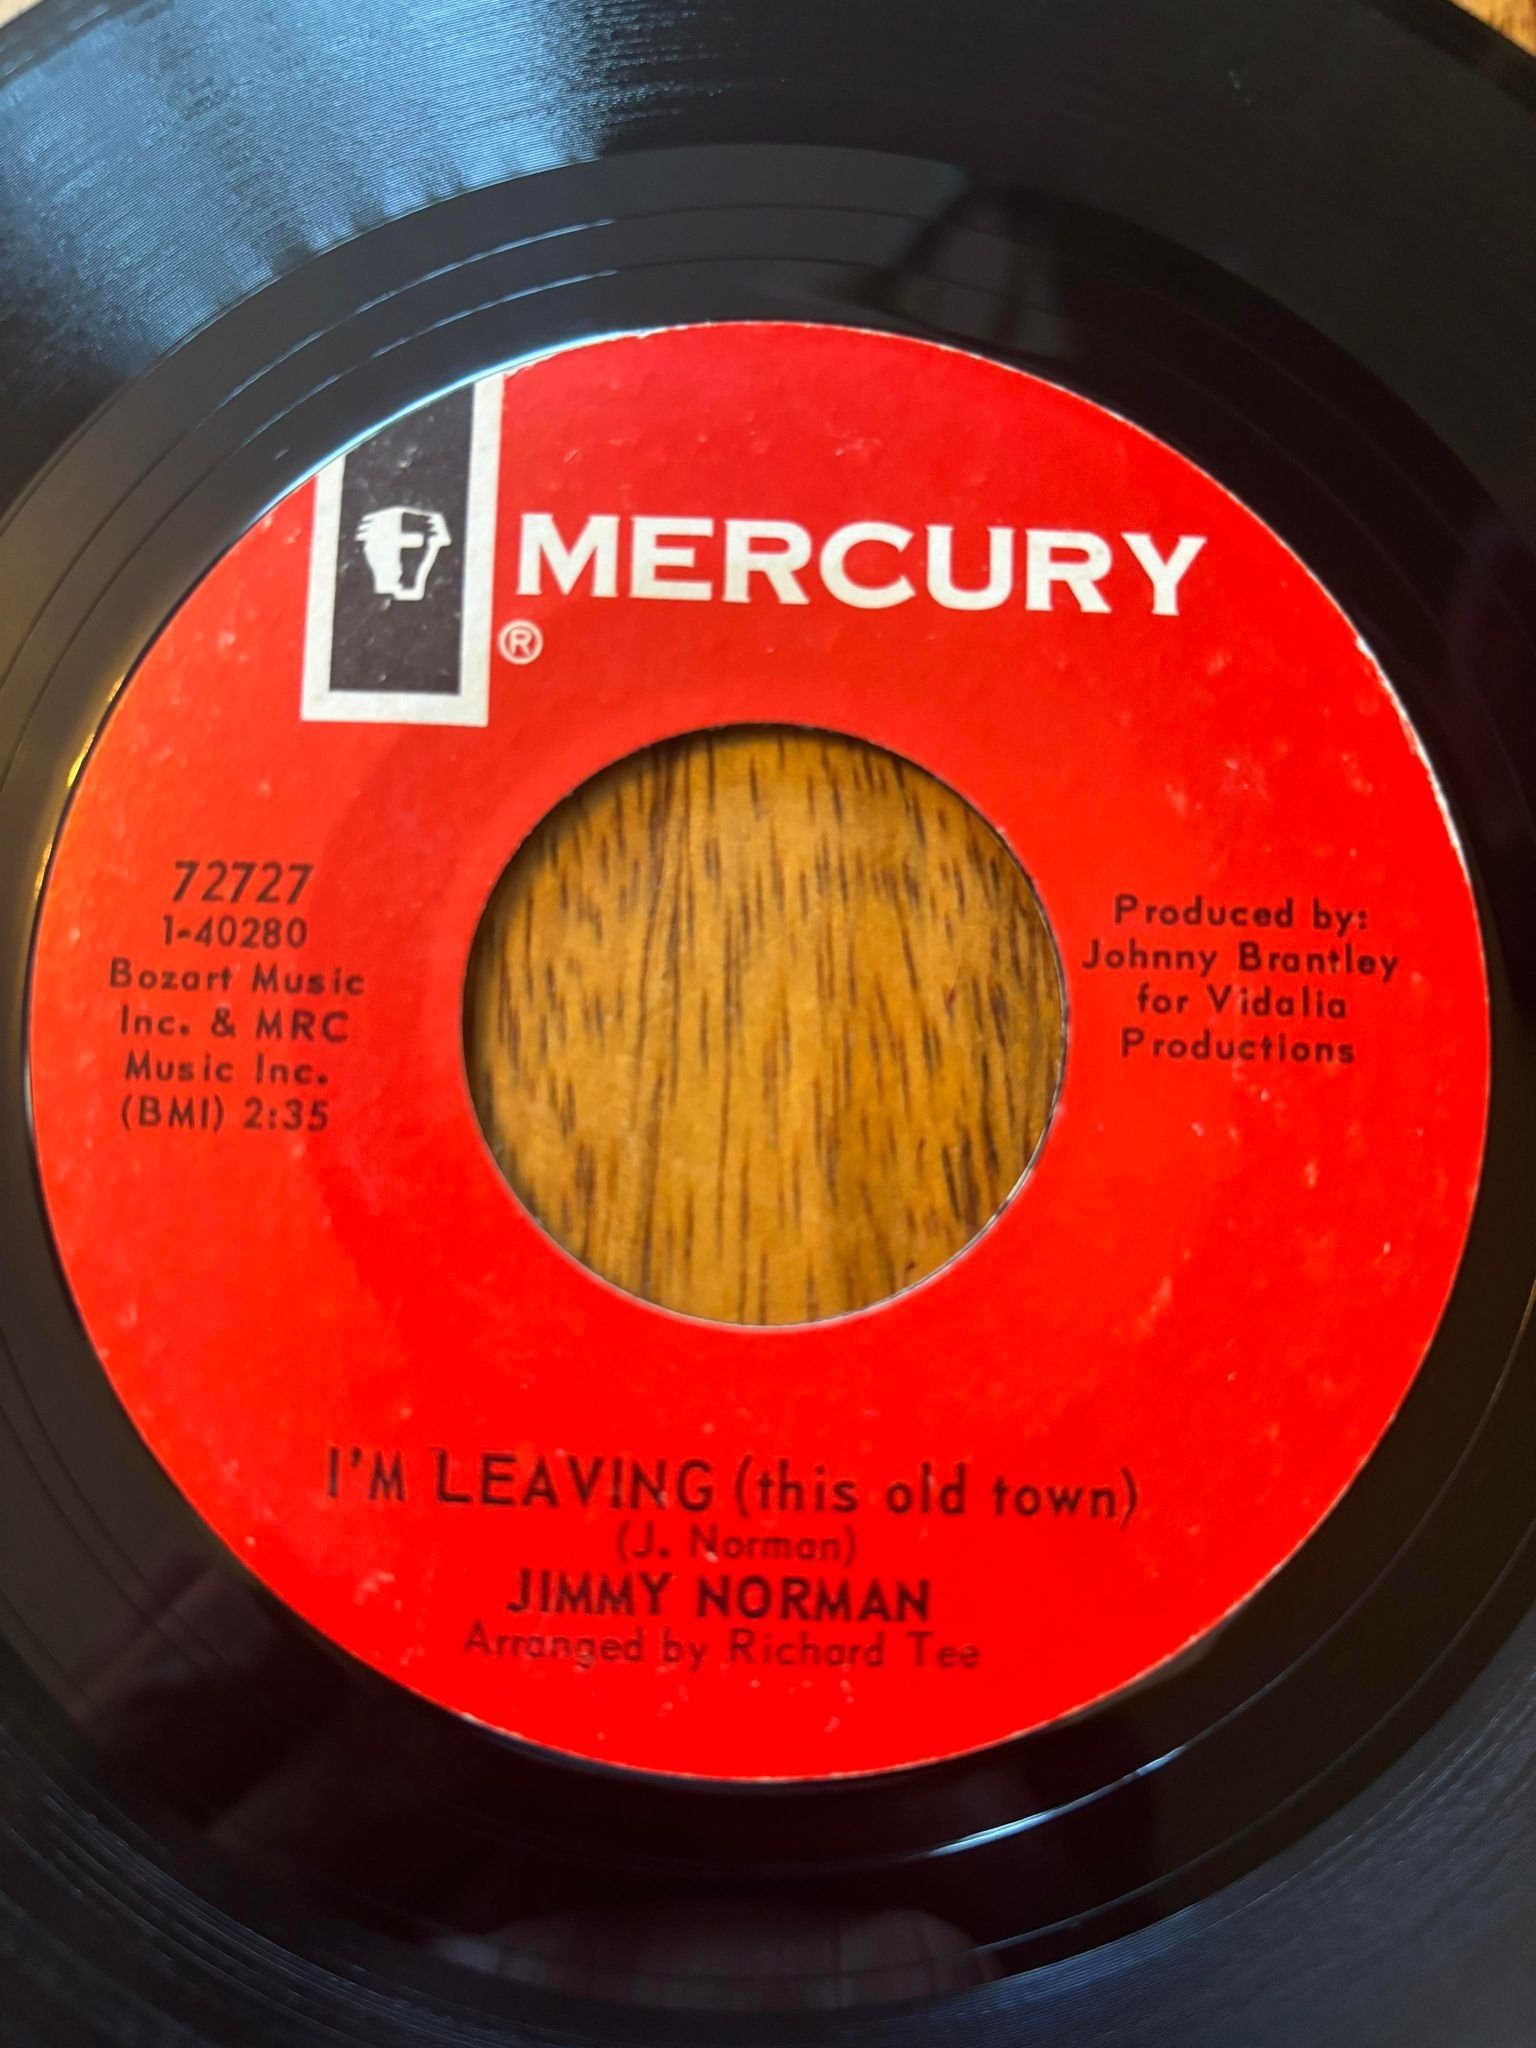 MERCURY
®
72727
1-40280
Bozart Music
Inc. & MRC
Music Inc.
(BMI) 2:35
Produced by:
Johnny Brantley
for Vidalia
Productions
I'M LEAVING (this old town)
(J. Norman)
JIMMY NORMAN
Arranged by Richard Tee